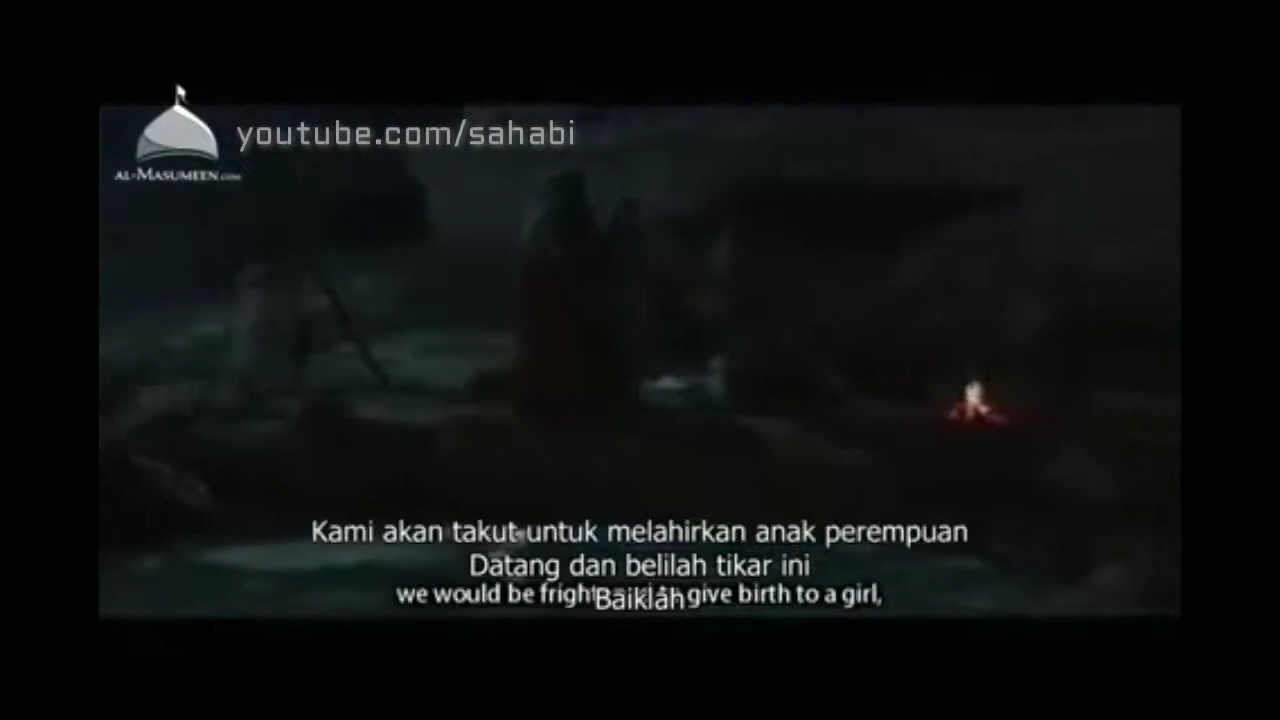 youtube.com/sahabi
AL-MASUMEEN.COM
Kami akan takut untuk melahirkan anak perempuan
Datang dan belilah tikar ini
we would be give birth to a girl,
Baiklah